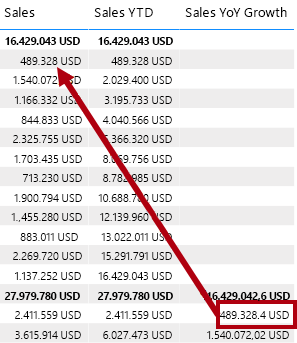 Sales Sales YTD Sales YoY Growth
16.429.043 USD 16.429.043 USD
489.328 USD 489.328 USD
1.540.072 USD 2.029.400 USD
1.166.332 USD 3.195.733 USD
844.833 USD 4.040.566 USD
2.325.755 USD 6.366.320 USD
1.703.435 USD 8.069.756 USD
713.230 USD 8.782.985 USD
1.900.794 USD 10.688.780 USD
1.,455.280 USD 12.139.960 USD
883.011 USD 13.022.011 USD
2.269.720 USD 15.291.791 USD
1.137.252 USD 16.429.043 USD
27.979.780 USD 27.979.780 USD 16.429.042.6 USD
2.411.559 USD 2.411.559 USD 489.328.4 USD
3.615.914 USD 6.027.473 USD 1.540.072,02 USD